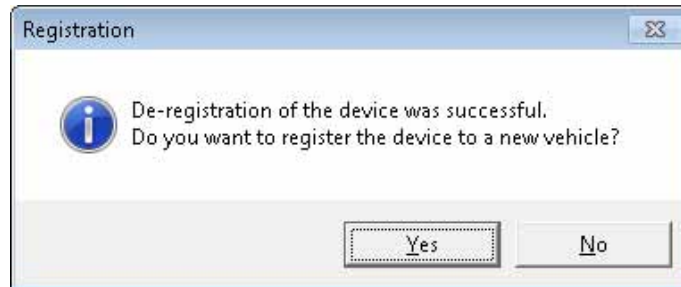 Registration
De-registration of the device was successful.
Do you want to register the device to a new vehicle?
Yes
No